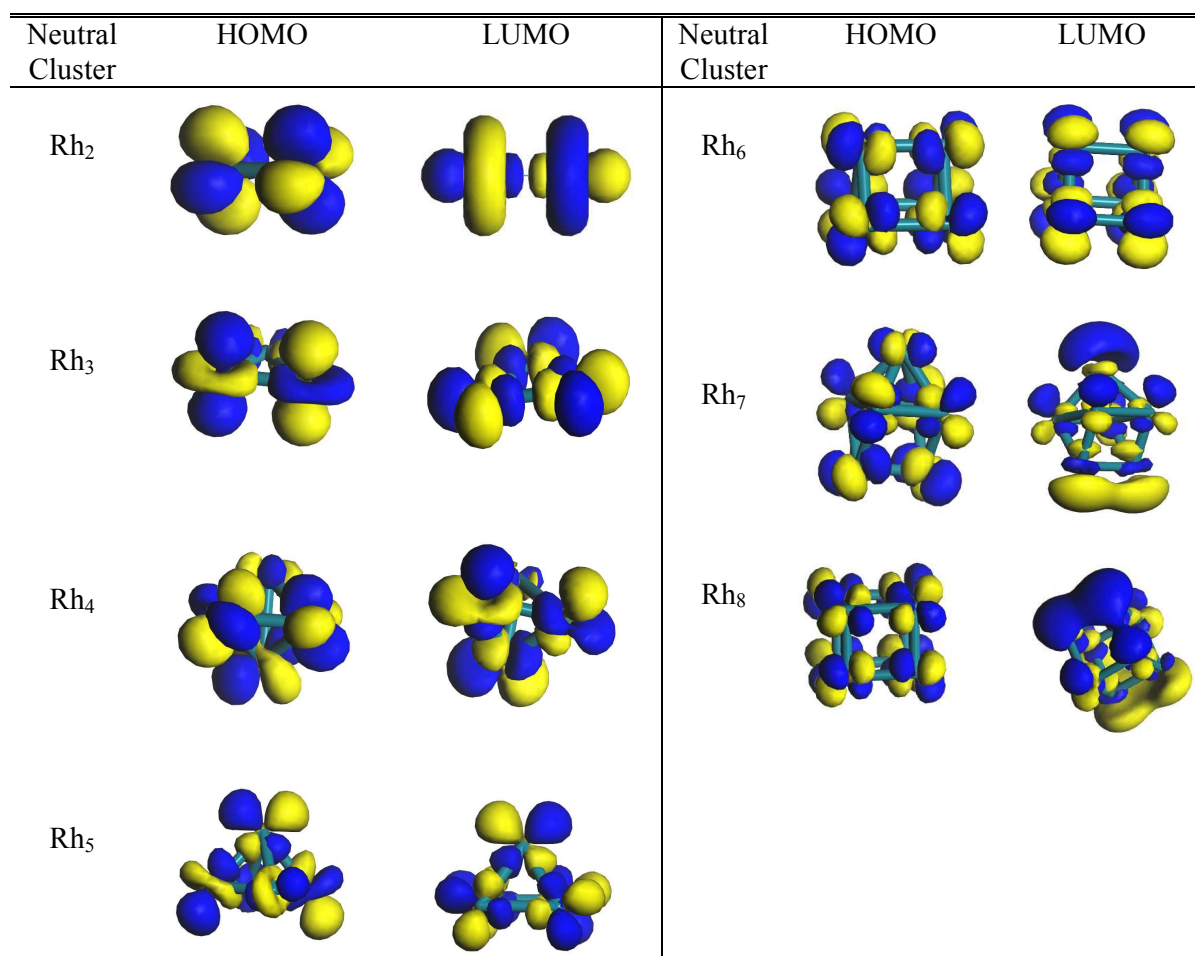 Neutral HOMO LUMO Neutral HOMO LUMO
Cluster Cluster
Rh₂ Rh₆
Rh₃
Rh₇
Rh₄
Rh₈
Rh₅